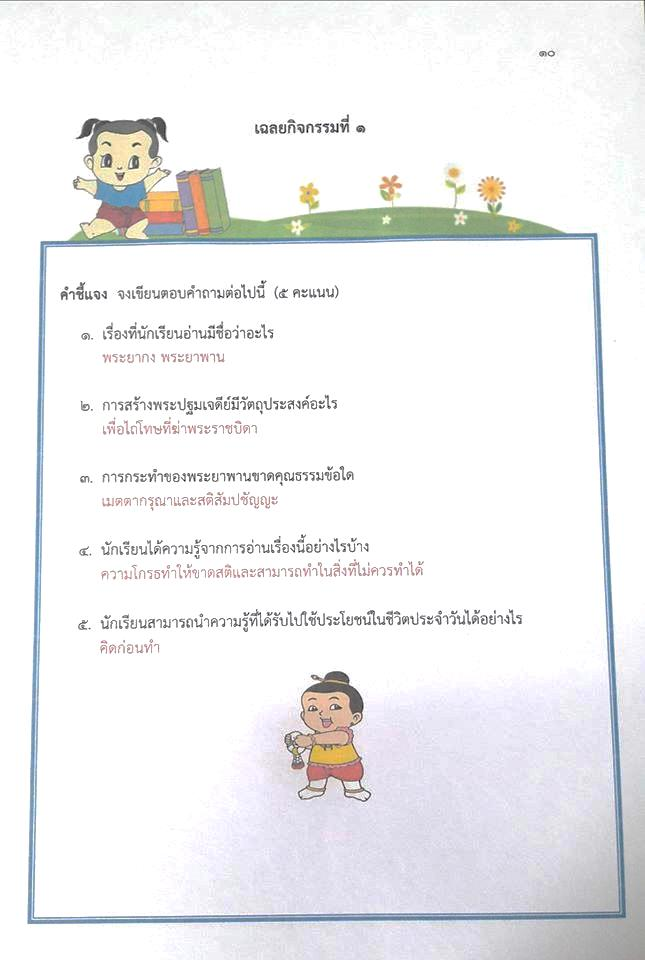 ๑๐
เฉลยกิจกรรมที่ ๑
คำชี้แจง จงเขียนตอบคำถามต่อไปนี้ (๕ คะแนน)
๑. เรื่องที่นักเรียนอ่านมีชื่อว่าอะไร
พระยากง พระยาพาน
๒. การสร้างพระปฐมเจดีย์มีวัตถุประสงค์อะไร
เพื่อไถ่โทษที่ฆ่าพระราชบิดา
๓. การกระทำของพระยาพานขาดคุณธรรมข้อใด
เมตตากรุณาและสติสัมปชัญญะ
๔. นักเรียนได้ความรู้จากการอ่านเรื่องนี้อย่างไรบ้าง
ความโกรธทำให้ขาดสติและสามารถทำในสิ่งที่ไม่ควรทำได้
๕. นักเรียนสามารถนำความรู้ที่ได้รับไปใช้ประโยชน์ในชีวิตประจำวันได้อย่างไร
คิดก่อนทำ